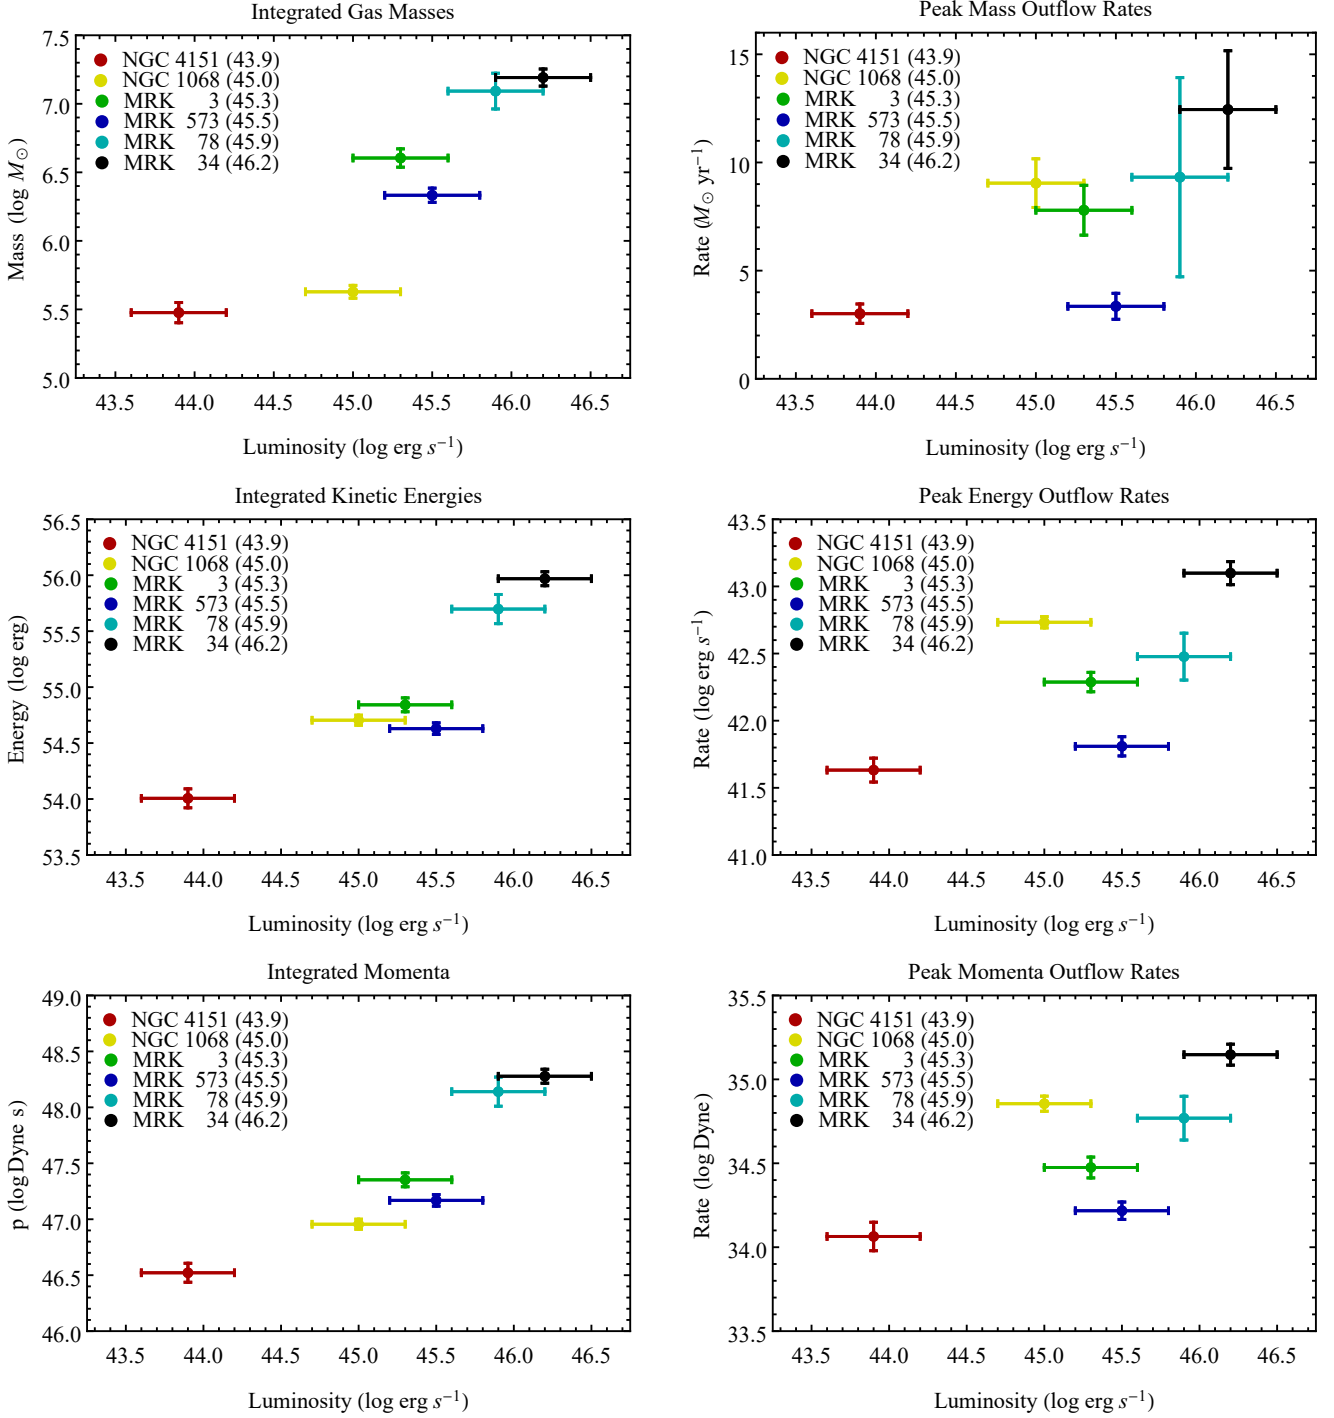 Integrated Gas Masses
NGC 4151 (43.9)
NGC 1068 (45.0)
MRK 3 (45.3)
MRK 573 (45.5)
MRK 78 (45.9)
MRK 34 (46.2)
7.5
7.0
6.5
6.0
5.5
5.0
Mass (log M⊙)
43.5 44.0 44.5 45.0 45.5 46.0 46.5
Luminosity (log erg s⁻¹)
Peak Mass Outflow Rates
NGC 4151 (43.9)
NGC 1068 (45.0)
MRK 3 (45.3)
MRK 573 (45.5)
MRK 78 (45.9)
MRK 34 (46.2)
15
10
5
0
Rate (M⊙ yr⁻¹)
43.5 44.0 44.5 45.0 45.5 46.0 46.5
Luminosity (log erg s⁻¹)
Integrated Kinetic Energies
NGC 4151 (43.9)
NGC 1068 (45.0)
MRK 3 (45.3)
MRK 573 (45.5)
MRK 78 (45.9)
MRK 34 (46.2)
56.5
56.0
55.5
55.0
54.5
54.0
53.5
Energy (log erg)
43.5 44.0 44.5 45.0 45.5 46.0 46.5
Luminosity (log erg s⁻¹)
Peak Energy Outflow Rates
NGC 4151 (43.9)
NGC 1068 (45.0)
MRK 3 (45.3)
MRK 573 (45.5)
MRK 78 (45.9)
MRK 34 (46.2)
43.5
43.0
42.5
42.0
41.5
41.0
Rate (log erg s⁻¹)
43.5 44.0 44.5 45.0 45.5 46.0 46.5
Luminosity (log erg s⁻¹)
Integrated Momenta
NGC 4151 (43.9)
NGC 1068 (45.0)
MRK 3 (45.3)
MRK 573 (45.5)
MRK 78 (45.9)
MRK 34 (46.2)
49.0
48.5
48.0
47.5
47.0
46.5
46.0
p (log Dyne s)
43.5 44.0 44.5 45.0 45.5 46.0 46.5
Luminosity (log erg s⁻¹)
Peak Momenta Outflow Rates
NGC 4151 (43.9)
NGC 1068 (45.0)
MRK 3 (45.3)
MRK 573 (45.5)
MRK 78 (45.9)
MRK 34 (46.2)
35.5
35.0
34.5
34.0
33.5
Rate (log Dyne)
43.5 44.0 44.5 45.0 45.5 46.0 46.5
Luminosity (log erg s⁻¹)